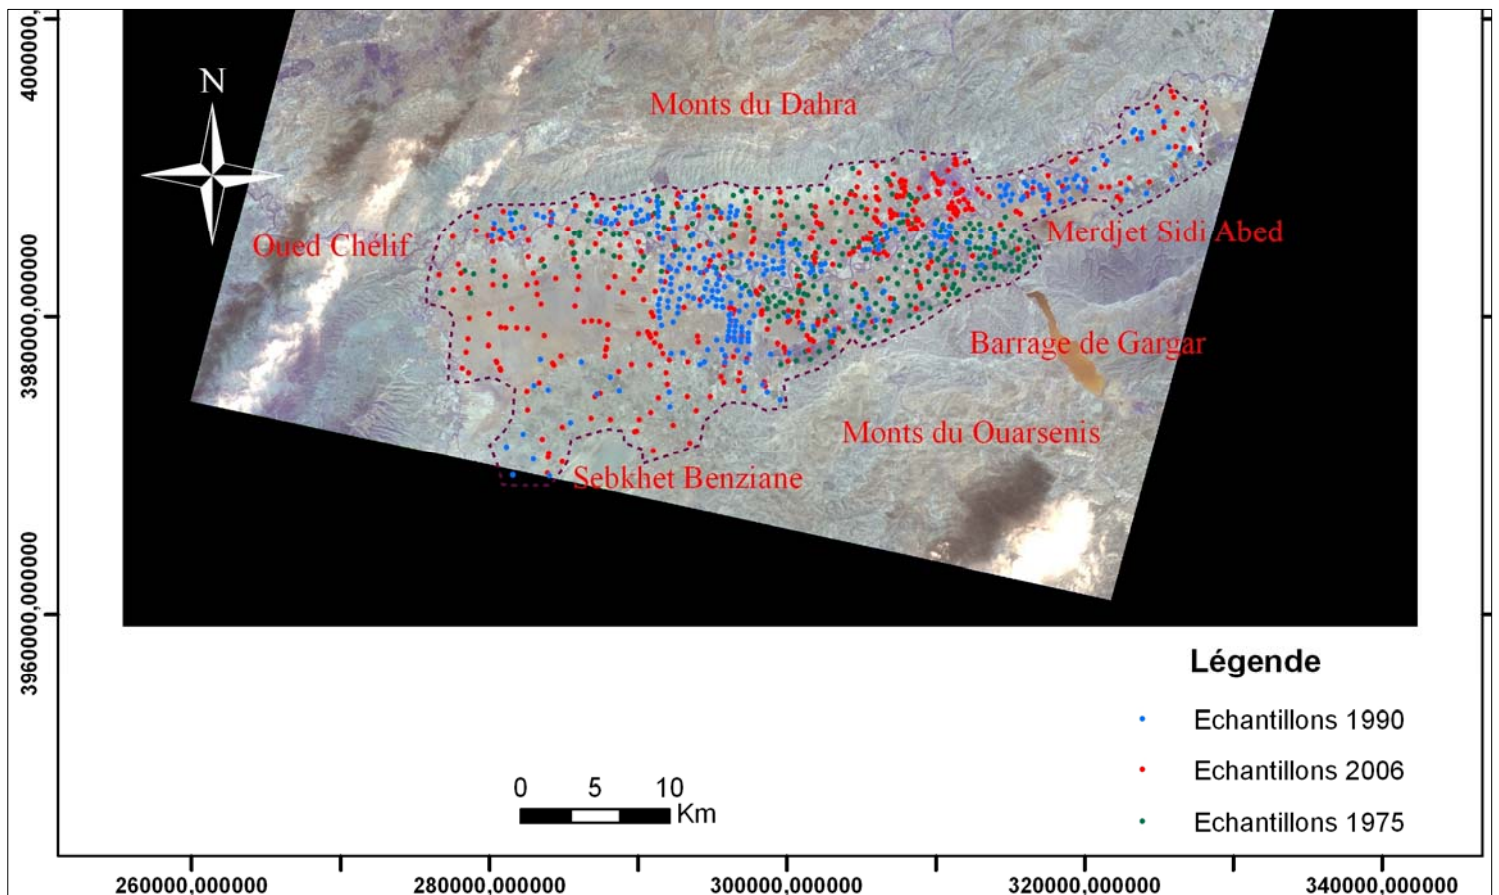 4000000,
N
Monts du Dahra
Oued Chélif
Merdjet Sidi Abed
3980000,000000
Barrage de Gargar
Monts du Ouarsenis
Sebkhet Benziane
3960000,000000
Légende
Echantillons 1990
Echantillons 2006
Echantillons 1975
0 5 10
Km
260000,000000 280000,000000 300000,000000 320000,000000 340000,000000